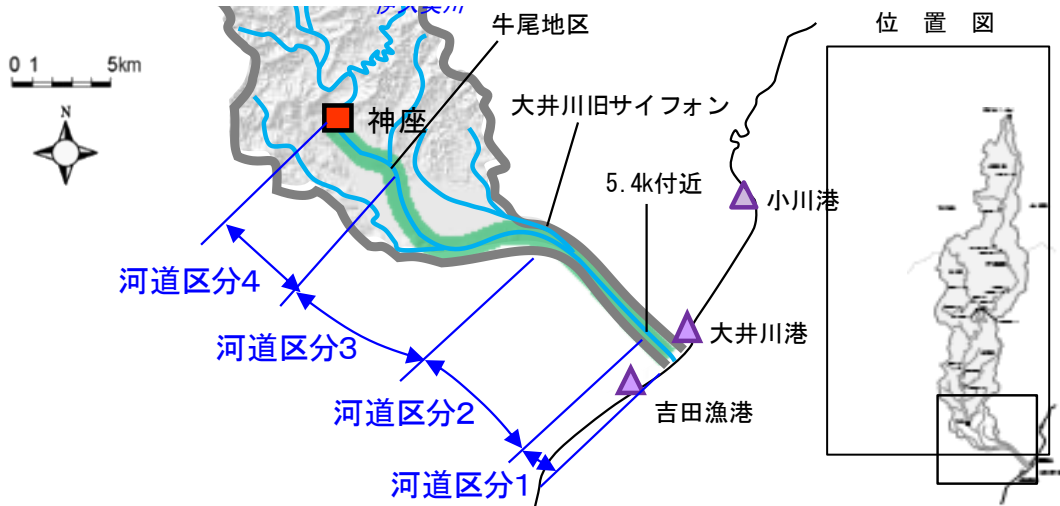 牛尾地区
位 置 図
0 1 5km
大井川旧サイフォン
N
神座
5.4k付近
小川港
河道区分4
大井川港
河道区分3
河道区分2
吉田漁港
河道区分1